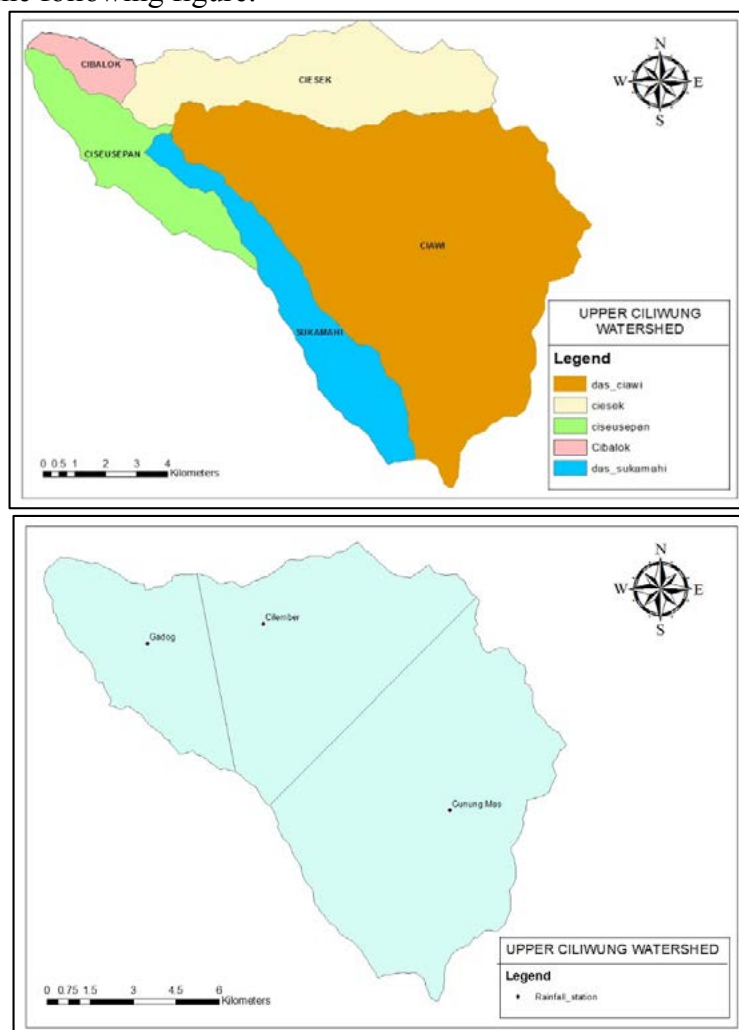 ne following figure.
N
W E
S
CIBALOK
CIESEK
CISEUSEPAN
CIAWI
SUKAMAHI
UPPER CILIWUNG
WATERSHED
Legend
das_ciawi
ciesek
ciseusepan
Cibalok
das_sukamahi
0 0.5 1 2 3 4
Kilometers
N
W E
S
Cilember
Gadog
Gunung Mas
UPPER CILIWUNG WATERSHED
Legend
Rainfall_station
0 0.75 1.5 3 4.5 6
Kilometers